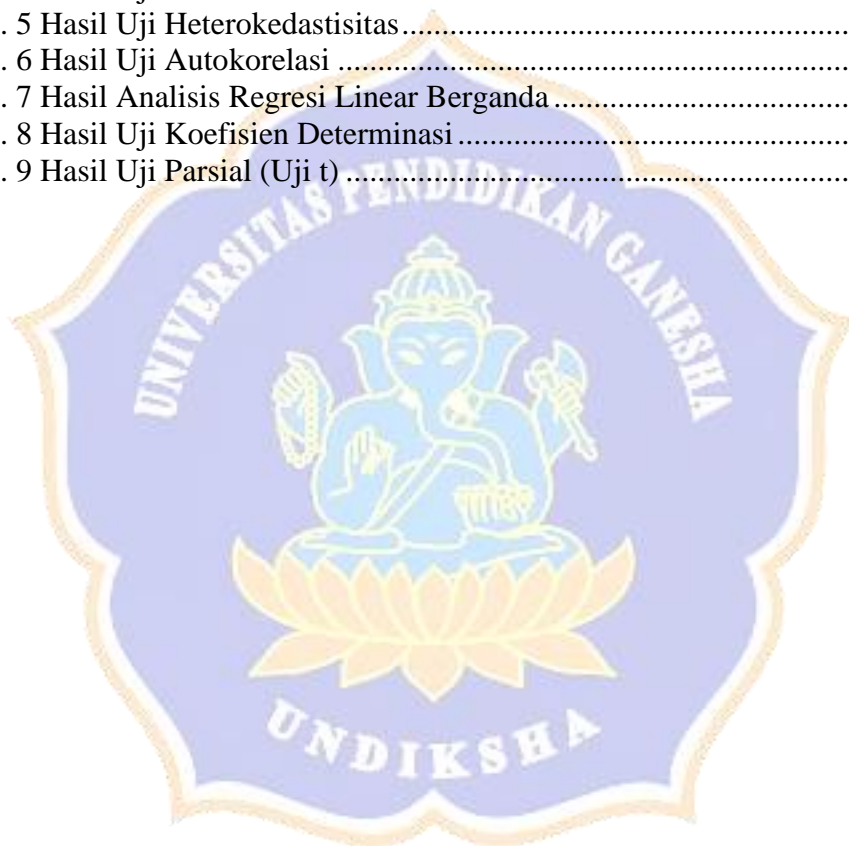 . 5 Hasil Uji Heterokedastisitas........................................................
. 6 Hasil Uji Autokorelasi ................................................................
. 7 Hasil Analisis Regresi Linear Berganda.....................................
. 8 Hasil Uji Koefisien Determinasi .................................................
. 9 Hasil Uji Parsial (Uji t) ...............................................................
UNIVERSITAS PENDIDIKAN GANESHA
UNDIKSHA